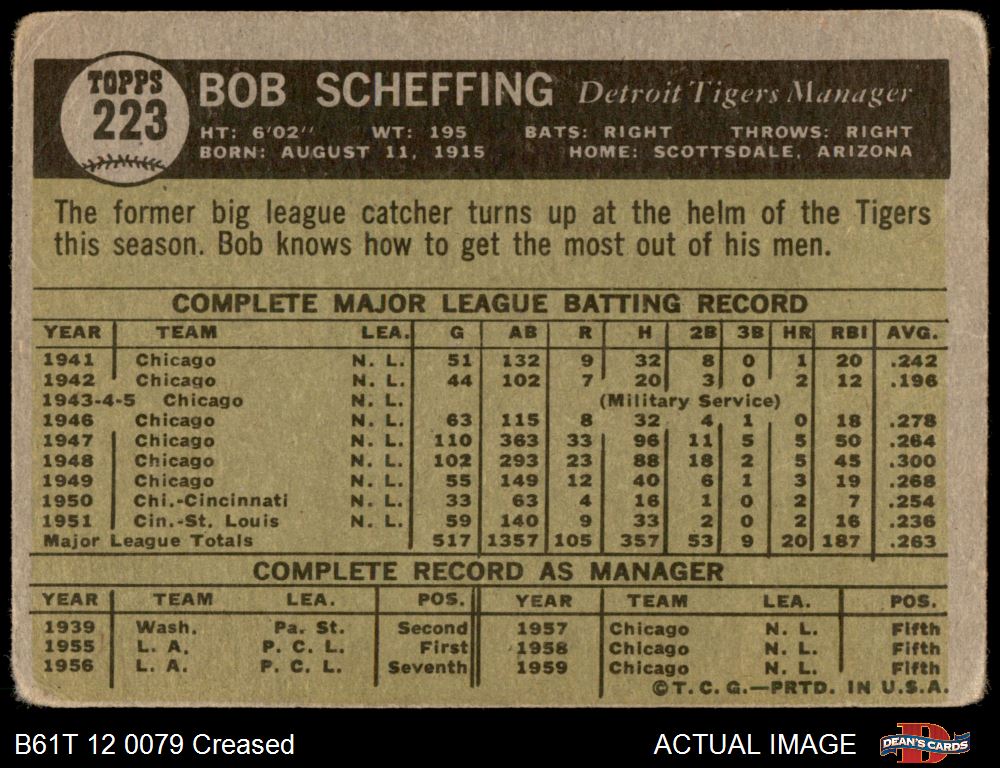 TOPPS
223
BOB SCHEFFING Detroit Tigers Manager
HT: 6'02" WT: 195 BATS: RIGHT THROWS: RIGHT
BORN: AUGUST 11, 1915 HOME: SCOTTSDALE, ARIZONA
The former big league catcher turns up at the helm of the Tigers
this season. Bob knows how to get the most out of his men.
COMPLETE MAJOR LEAGUE BATTING RECORD
YEAR TEAM LEA. G AB R H 2B 3B HR RBI AVG.
1941 Chicago N. L. 51 132 9 32 8 0 1 20 .242
1942 Chicago N. L. 44 102 7 20 3 0 2 12 .196
1943-4-5 Chicago N. L. (Military Service)
1946 Chicago N. L. 63 115 8 32 4 1 0 18 .278
1947 Chicago N. L. 110 363 33 96 11 5 5 50 .264
1948 Chicago N. L. 102 293 23 88 18 2 5 45 .300
1949 Chicago N. L. 55 149 12 40 6 1 3 19 .268
1950 Chi.-Cincinnati N. L. 33 63 4 16 1 0 2 7 .254
1951 Cin.-St. Louis N. L. 59 140 9 33 2 0 2 16 .236
Major League Totals 517 1357 105 357 53 9 20 187 .263
COMPLETE RECORD AS MANAGER
YEAR TEAM LEA. POS. YEAR TEAM LEA. POS.
1939 Wash. Pa. St. Second 1957 Chicago N. L. Fifth
1955 L. A. P. C. L. First 1958 Chicago N. L. Fifth
1956 L. A. P. C. L. Seventh 1959 Chicago N. L. Fifth
©T. C. G.—PRTD. IN U.S.A.
B61T 12 0079 Creased ACTUAL IMAGE DEAN'S CARDS